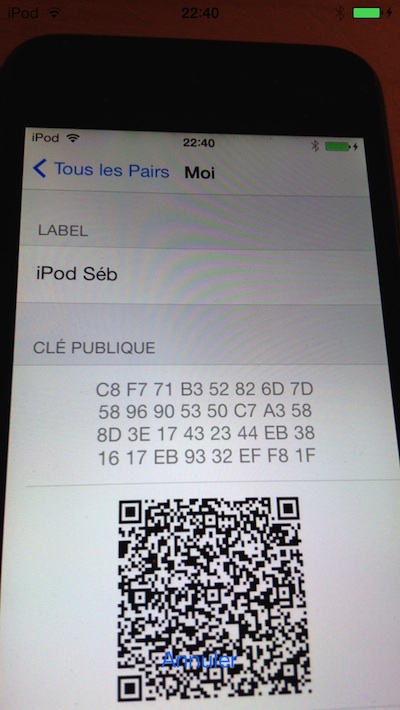 iPod 22:40
iPod 22:40
Tous les Pairs Moi
LABEL
iPod Séb
CLÉ PUBLIQUE
C8 F7 71 B3 52 82 6D 7D
58 96 90 53 50 C7 A3 58
8D 3E 17 43 23 44 EB 38
16 17 EB 93 32 EF F8 1F
Annuler